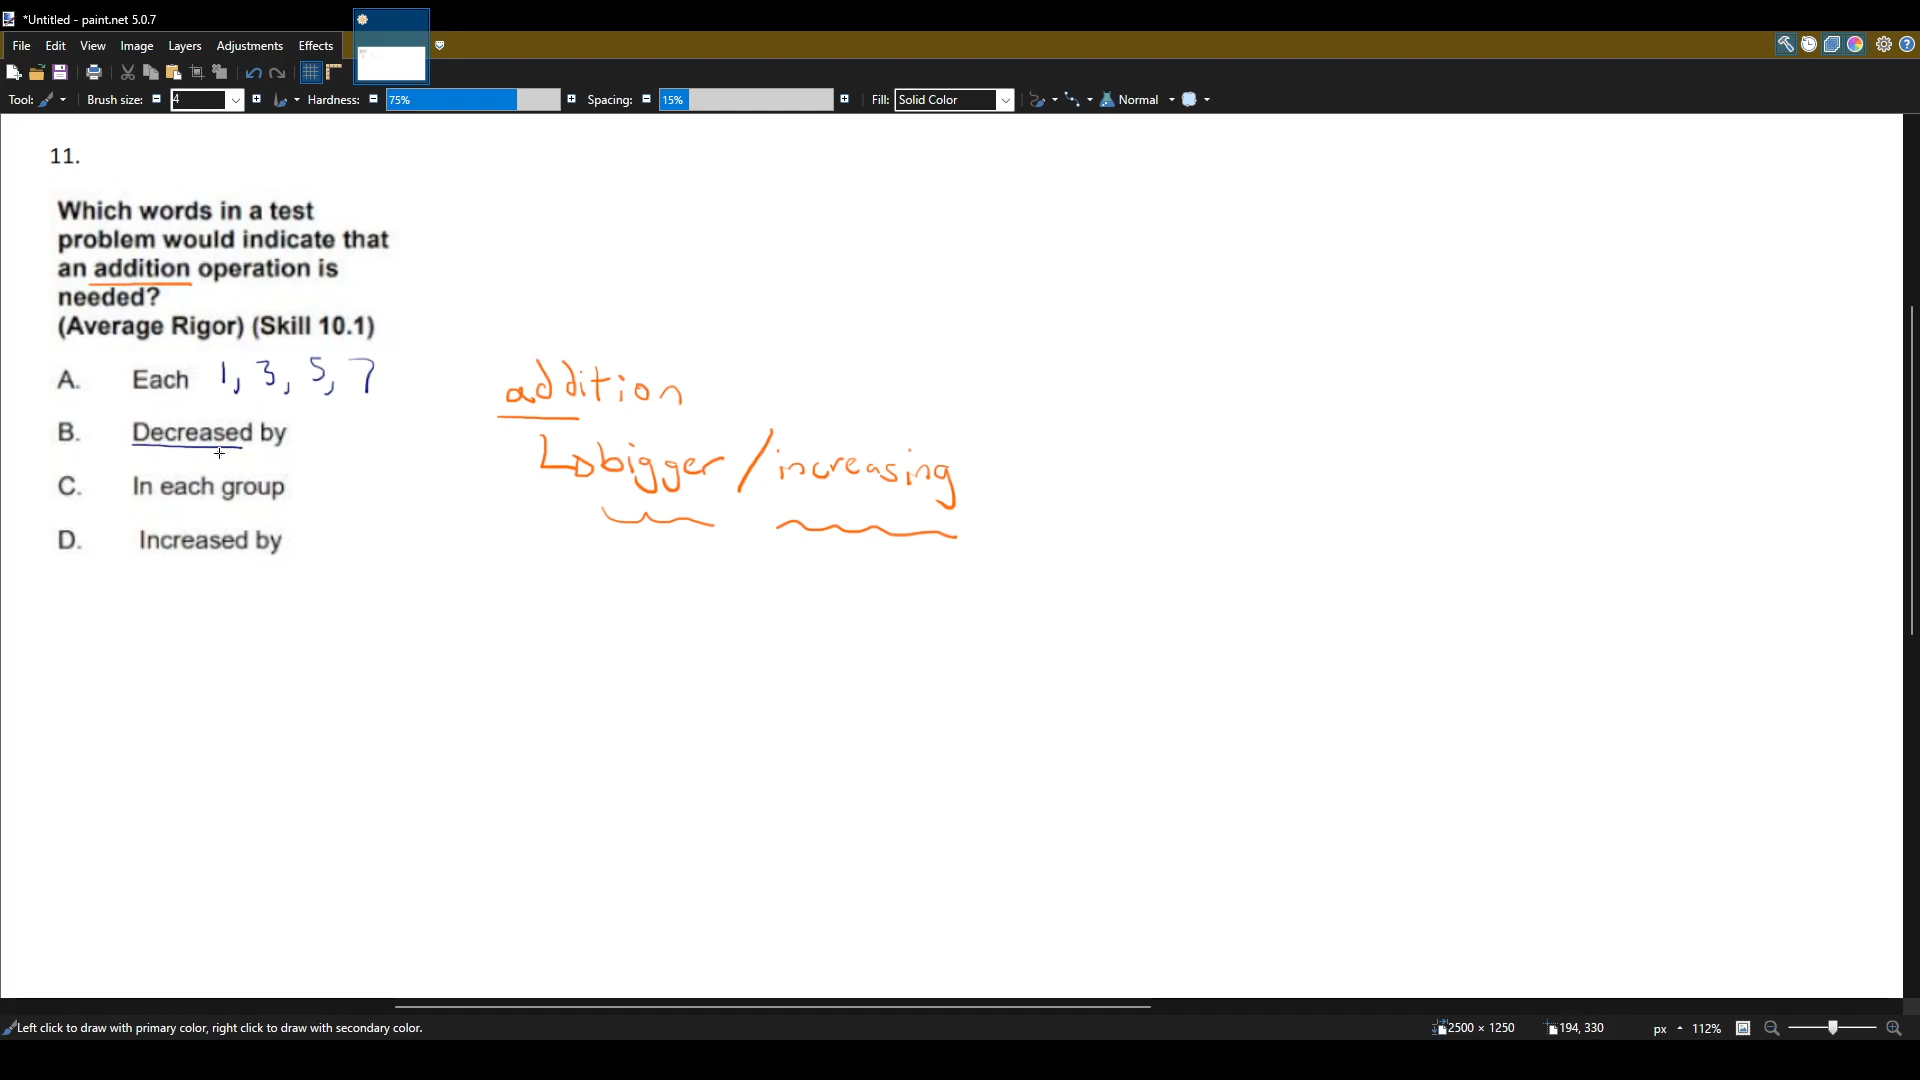 *Untitled - paint.net 5.0.7
File Edit View Image Layers Adjustments Effects
Tool: Brush size: 4 Hardness: 75% Spacing: 15% Fill: Solid Color Normal
11.
Which words in a test
problem would indicate that
an addition operation is
needed?
(Average Rigor) (Skill 10.1)
A. Each 1, 3, 5, 7
B. Decreased by
C. In each group
D. Increased by
addition
bigger / increasing
Left click to draw with primary color, right click to draw with secondary color.
2500 × 1250 194, 330 px 112%